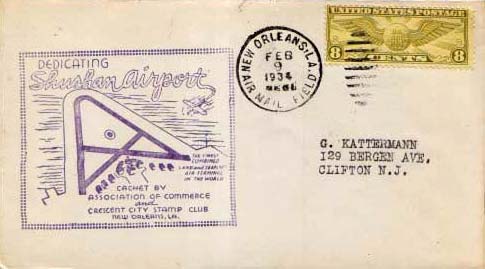 DEDICATING
Shushan Airport
THE FINEST
COMBINED
LAND AND SEAPLANE
AIR TERMINAL
IN THE WORLD
CACHET BY
ASSOCIATION OF COMMERCE
and
CRESCENT CITY STAMP CLUB
NEW ORLEANS, LA.
NEW ORLEANS, LA.
FEB
9
1934
AIR MAIL FIELD
UNITED STATES POSTAGE
8 CENTS 8
G. KATTERMANN
129 BERGEN AVE,
CLIFTON N.J.